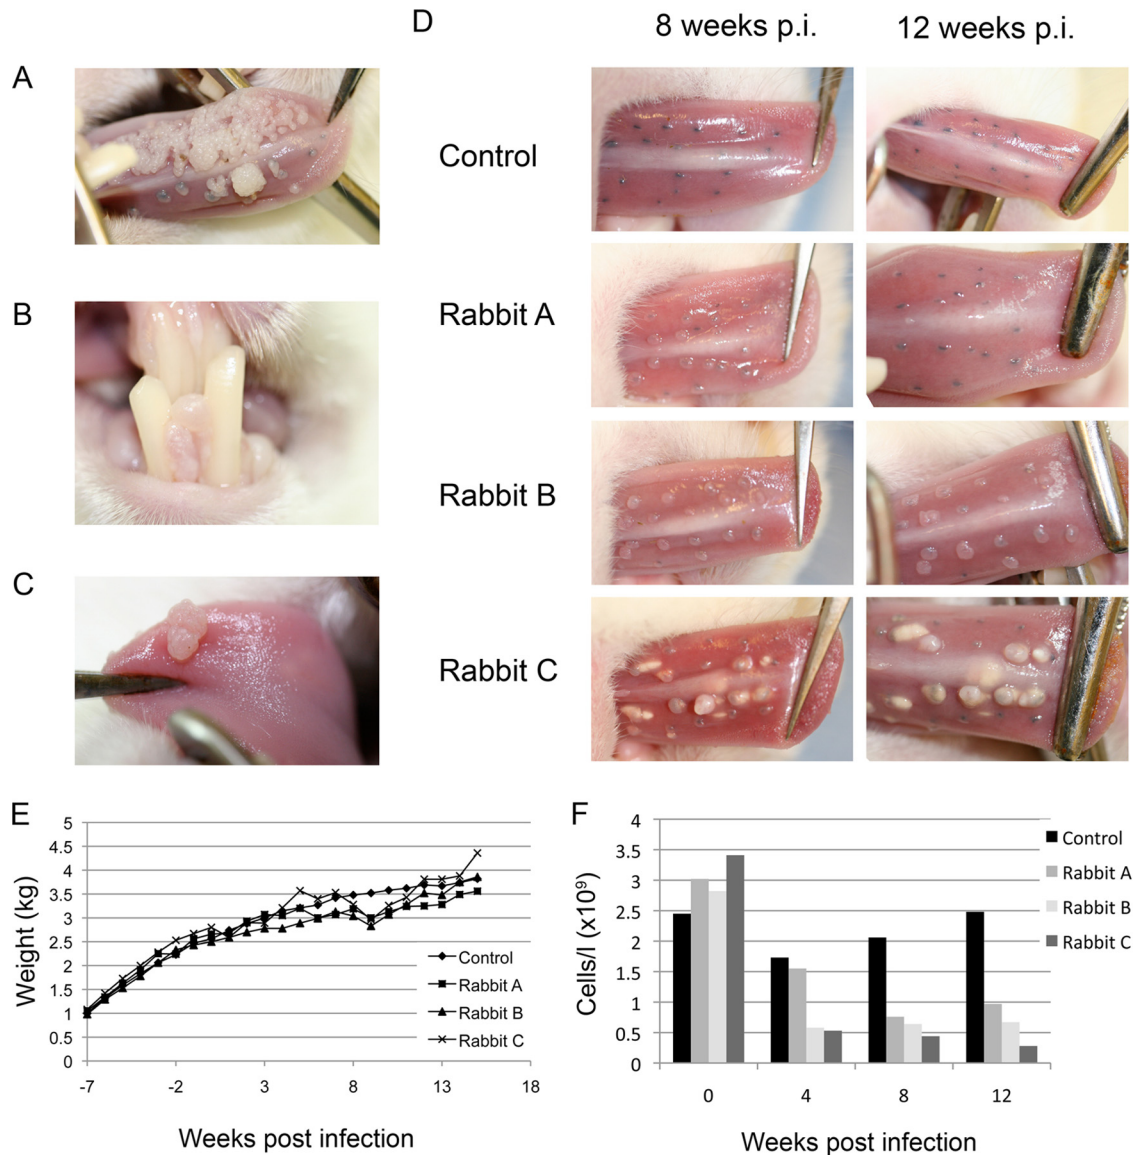 D
8 weeks p.i.
12 weeks p.i.
A
Control
B
Rabbit A
Rabbit B
C
Rabbit C
E
5
4.5
4
3.5
3
2.5
2
1.5
1
0.5
0
Weight (kg)
Control
Rabbit A
Rabbit B
Rabbit C
-7
-2
3
8
13
18
Weeks post infection
F
4
3.5
3
2.5
2
1.5
1
0.5
0
Cells/l (x10⁹)
Control
Rabbit A
Rabbit B
Rabbit C
0
4
8
12
Weeks post infection